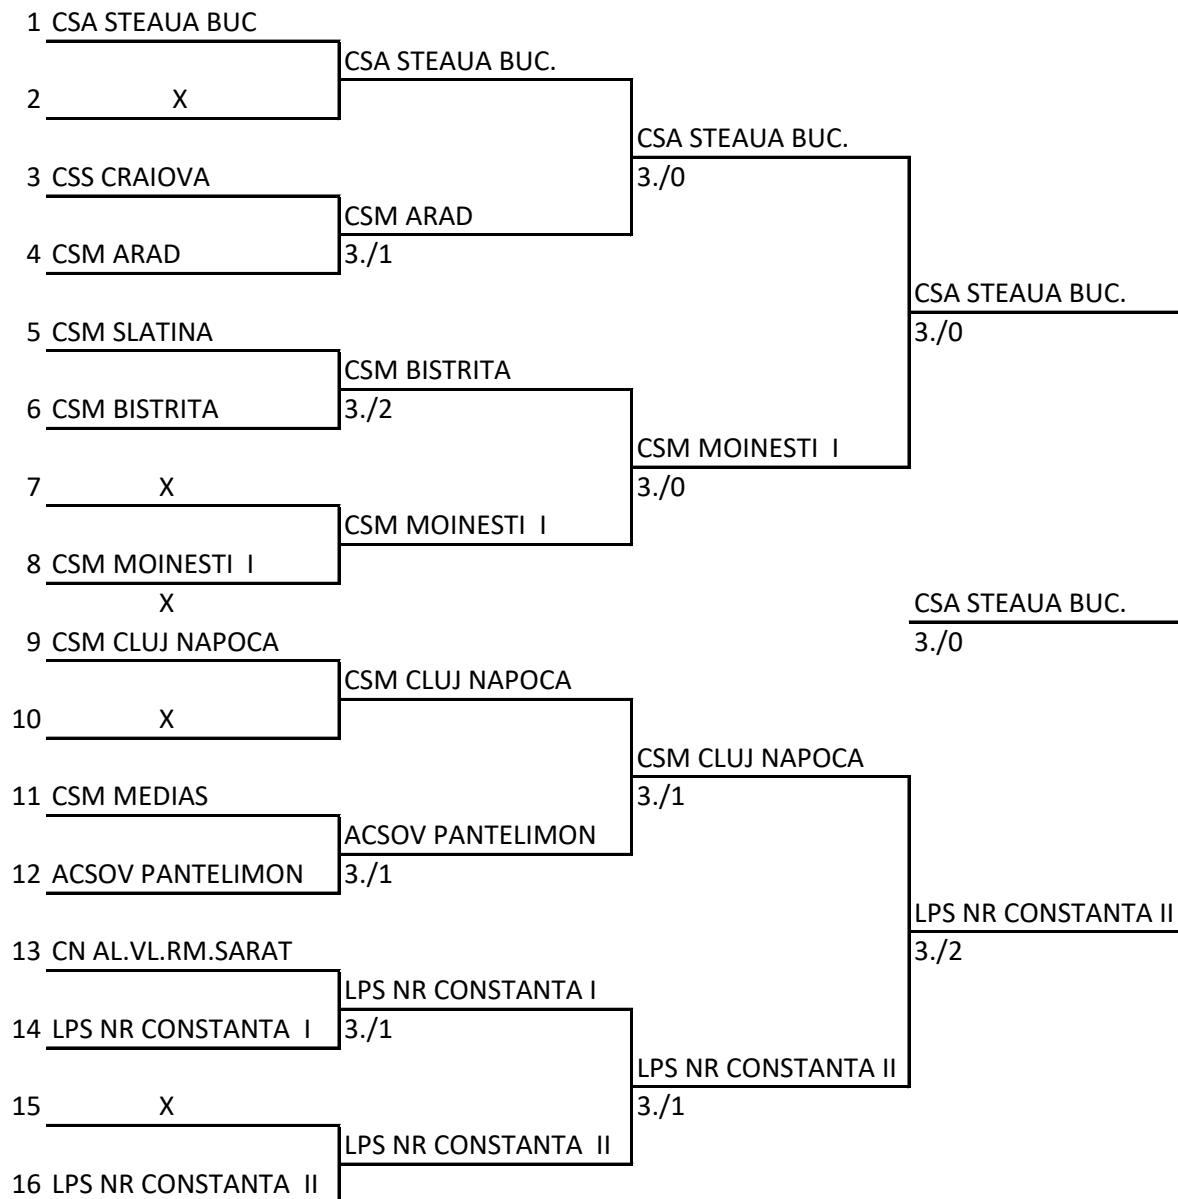 1 CSA STEAUA BUC
CSA STEAUA BUC.
2 X
CSA STEAUA BUC.
3 CSS CRAIOVA
3./0
CSM ARAD
4 CSM ARAD
3./1
CSA STEAUA BUC.
5 CSM SLATINA
3./0
CSM BISTRITA
6 CSM BISTRITA
3./2
CSM MOINESTI I
7 X
3./0
CSM MOINESTI I
8 CSM MOINESTI I
X
CSA STEAUA BUC.
9 CSM CLUJ NAPOCA
3./0
CSM CLUJ NAPOCA
10 X
CSM CLUJ NAPOCA
11 CSM MEDIAS
3./1
ACSOV PANTELIMON
12 ACSOV PANTELIMON
3./1
LPS NR CONSTANTA II
13 CN AL.VL.RM.SARAT
3./2
LPS NR CONSTANTA I
14 LPS NR CONSTANTA I
3./1
LPS NR CONSTANTA II
15 X
3./1
LPS NR CONSTANTA II
16 LPS NR CONSTANTA II